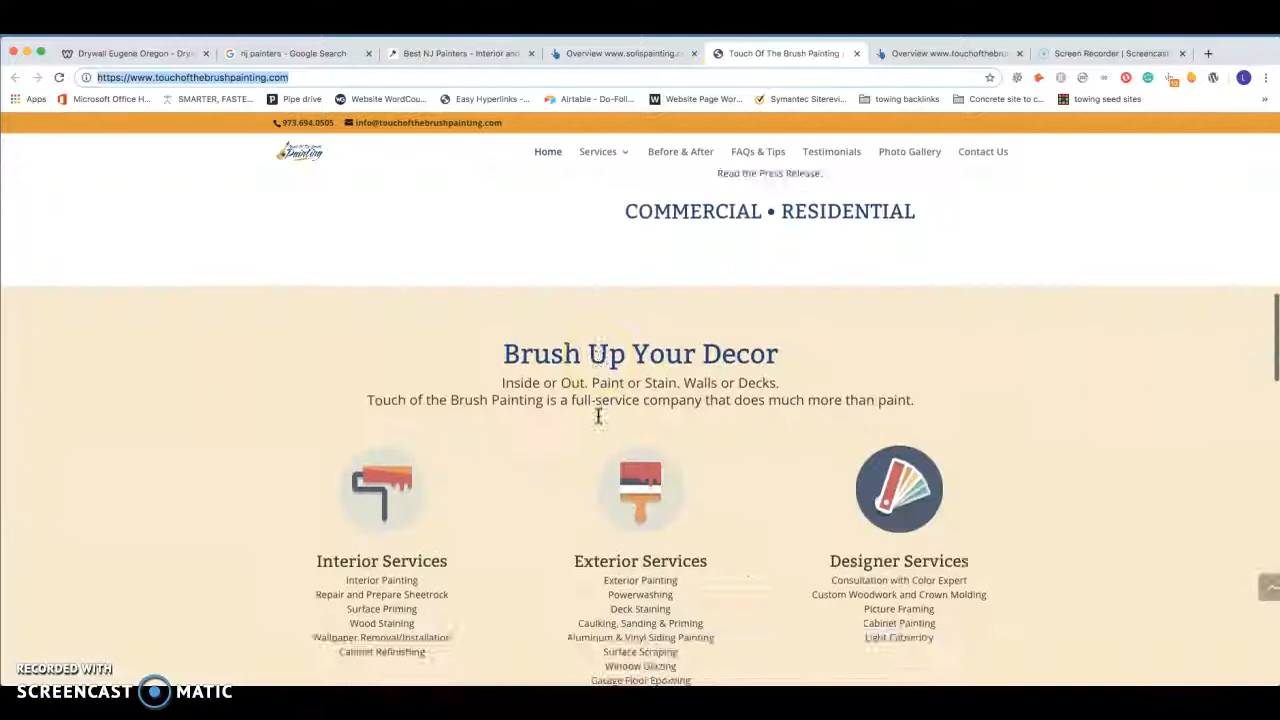 Drywall Eugene Oregon - Dryw
nj painters - Google Search
Best NJ Painters - Interior and
Overview www.solispainting.c
Touch Of The Brush Painting
Overview www.touchofthebru
Screen Recorder | Screencast
https://www.touchofthebrushpainting.com
Apps
Microsoft Office H...
SMARTER, FASTE...
Pipe drive
Website WordCou...
Easy Hyperlinks -...
Airtable - Do-Foll...
Website Page Wor...
Symantec Siterevi...
towing backlinks
Concrete site to c...
towing seed sites
»
973.694.0505
info@touchofthebrushpainting.com
Painting
Home
Services
Before & After
FAQs & Tips
Testimonials
Photo Gallery
Contact Us
Read the Press Release.
COMMERCIAL • RESIDENTIAL
Brush Up Your Decor
Inside or Out. Paint or Stain. Walls or Decks.
Touch of the Brush Painting is a full-service company that does much more than paint.
Interior Services
Interior Painting
Repair and Prepare Sheetrock
Surface Priming
Wood Staining
Wallpaper Removal/Installation
Cabinet Refinishing
Exterior Services
Exterior Painting
Powerwashing
Deck Staining
Caulking, Sanding & Priming
Aluminum & Vinyl Siding Painting
Surface Scraping
Window Glazing
Garage Floor Epoxying
Designer Services
Consultation with Color Expert
Custom Woodwork and Crown Molding
Picture Framing
Cabinet Painting
Light Carpentry
RECORDED WITH
SCREENCAST MATIC